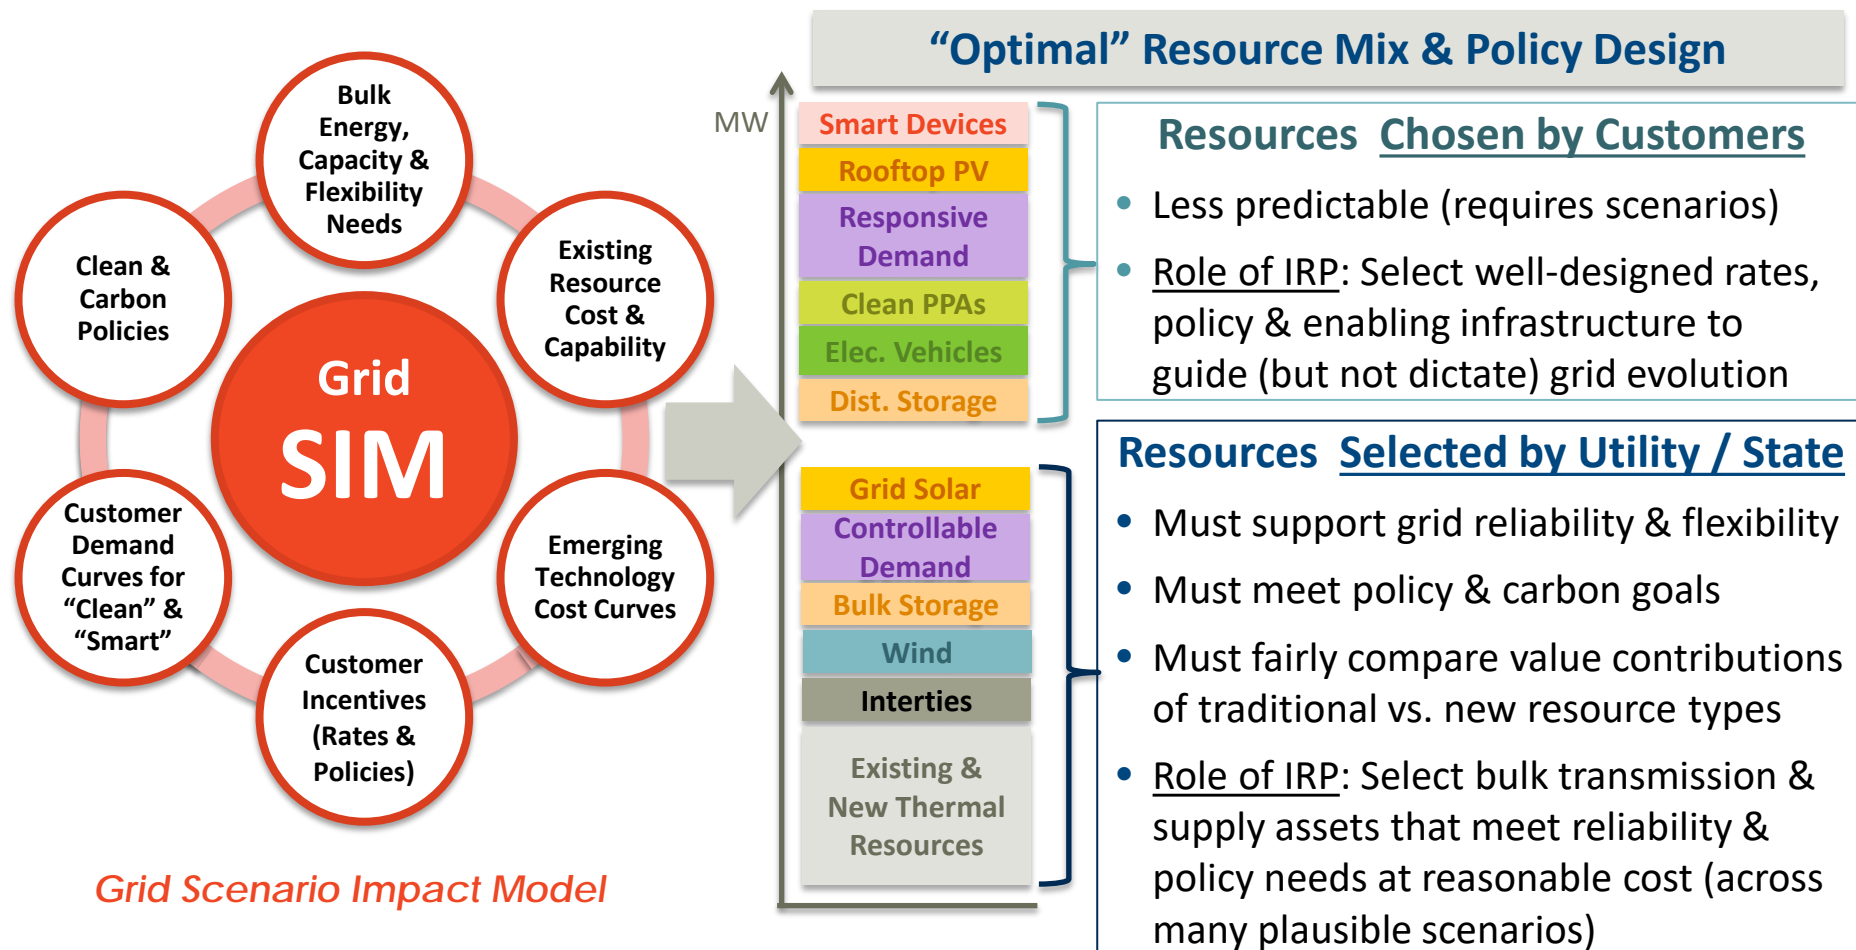 Bulk
Energy,
Capacity &
Flexibility
Needs
Existing
Resource
Cost &
Capability
Emerging
Technology
Cost Curves
Customer
Incentives
(Rates &
Policies)
Customer
Demand
Curves for
“Clean” &
“Smart”
Clean &
Carbon
Policies
Grid
SIM
Grid Scenario Impact Model
“Optimal” Resource Mix & Policy Design
MW
Smart Devices
Rooftop PV
Responsive
Demand
Clean PPAs
Elec. Vehicles
Dist. Storage
Grid Solar
Controllable
Demand
Bulk Storage
Wind
Interties
Existing &
New Thermal
Resources
Resources Chosen by Customers
• Less predictable (requires scenarios)
• Role of IRP: Select well-designed rates,
policy & enabling infrastructure to
guide (but not dictate) grid evolution
Resources Selected by Utility / State
• Must support grid reliability & flexibility
• Must meet policy & carbon goals
• Must fairly compare value contributions
of traditional vs. new resource types
• Role of IRP: Select bulk transmission &
supply assets that meet reliability &
policy needs at reasonable cost (across
many plausible scenarios)